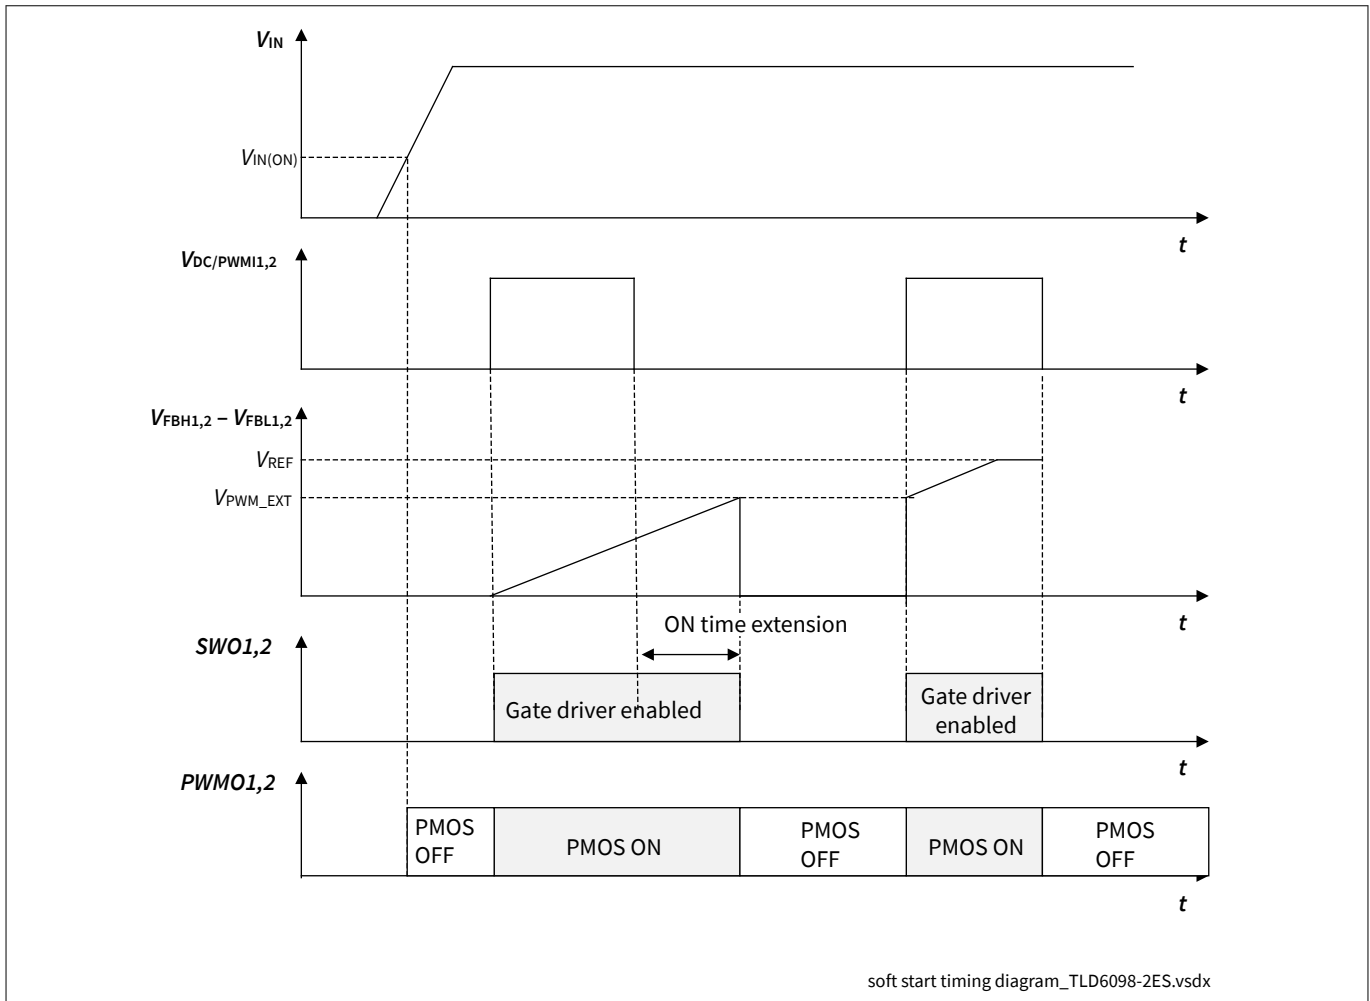 VIN
VIN(ON)
t
VDC/PWMI1,2
t
VFBH1,2 – VFBL1,2
VREF
VPWM_EXT
t
ON time extension
SWO1,2
Gate driver enabled
Gate driver
enabled
t
PWMO1,2
PMOS
OFF
PMOS ON
PMOS
OFF
PMOS ON
PMOS
OFF
t
soft start timing diagram_TLD6098-2ES.vsdx